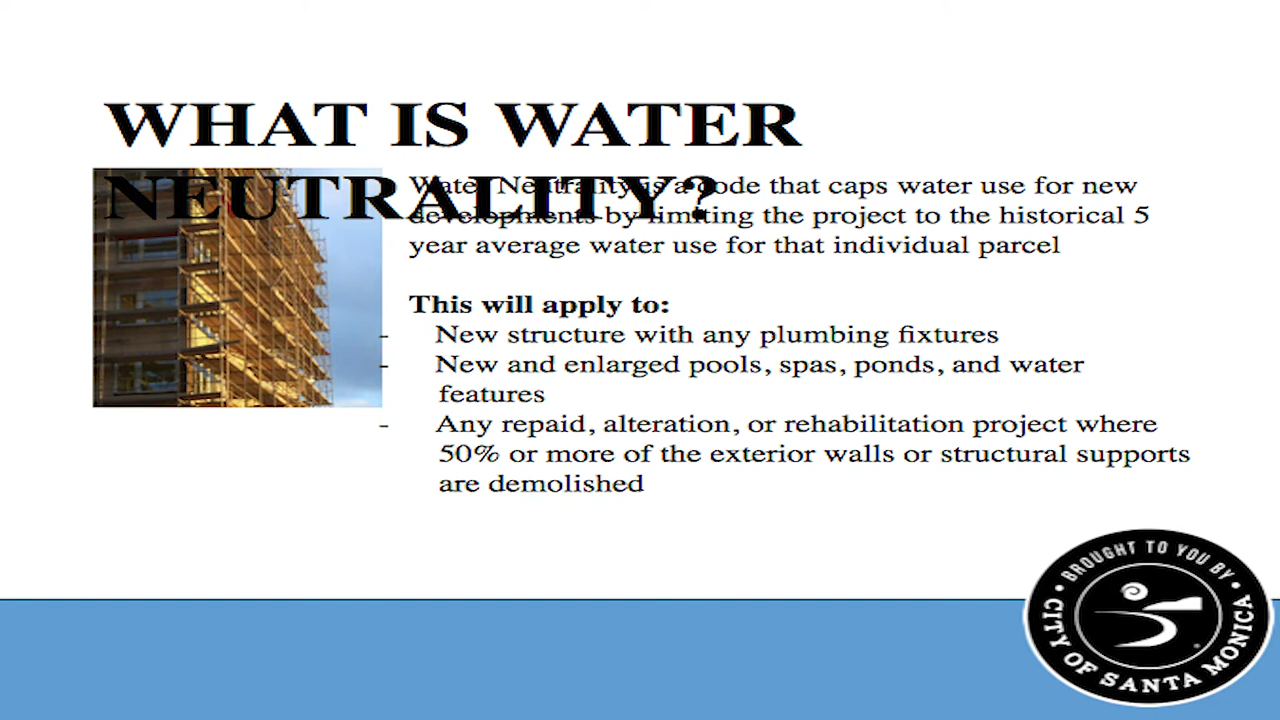 WHAT IS WATER
NEUTRALITY?
Water Neutrality is a code that caps water use for new
developments by limiting the project to the historical 5
year average water use for that individual parcel
This will apply to:
- New structure with any plumbing fixtures
- New and enlarged pools, spas, ponds, and water
features
- Any repaid, alteration, or rehabilitation project where
50% or more of the exterior walls or structural supports
are demolished
• BROUGHT TO YOU BY •
CITY OF SANTA MONICA